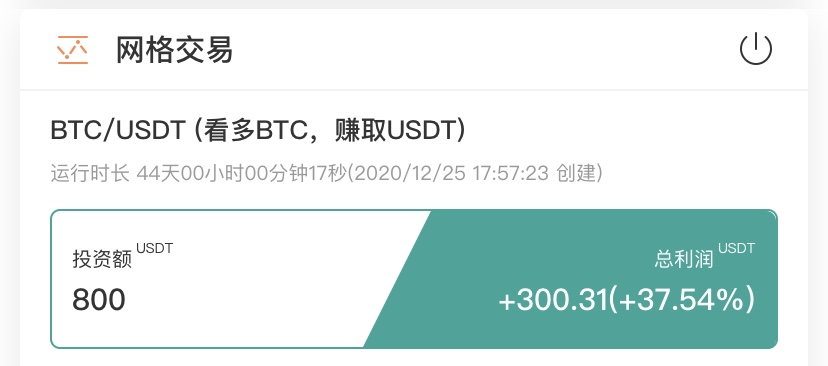 网格交易
BTC/USDT (看多BTC，赚取USDT)
运行时长 44天00小时00分钟17秒(2020/12/25 17:57:23 创建)
投资额 USDT
800
总利润 USDT
+300.31(+37.54%)